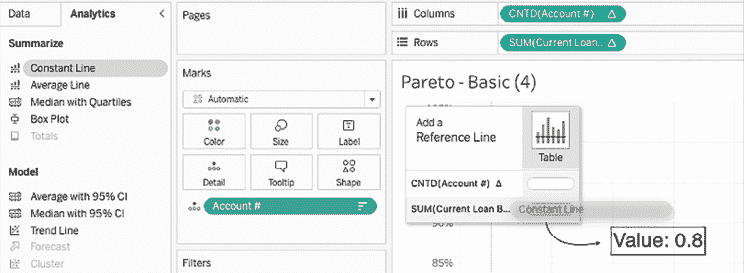 Data
Analytics
Pages
Columns
CNTD(Account #) Δ
Rows
SUM(Current Loan.. Δ
Summarize
Constant Line
Average Line
Median with Quartiles
Box Plot
Totals
Model
Average with 95% CI
Median with 95% CI
Trend Line
Forecast
Cluster
Marks
Automatic
Color
Size
Label
Detail
Tooltip
Shape
Account #
Filters
Pareto - Basic (4)
Add a
Reference Line
Table
CNTD(Account #) Δ
SUM(Current Loan B...
Constant Line
90%
85%
Value: 0.8